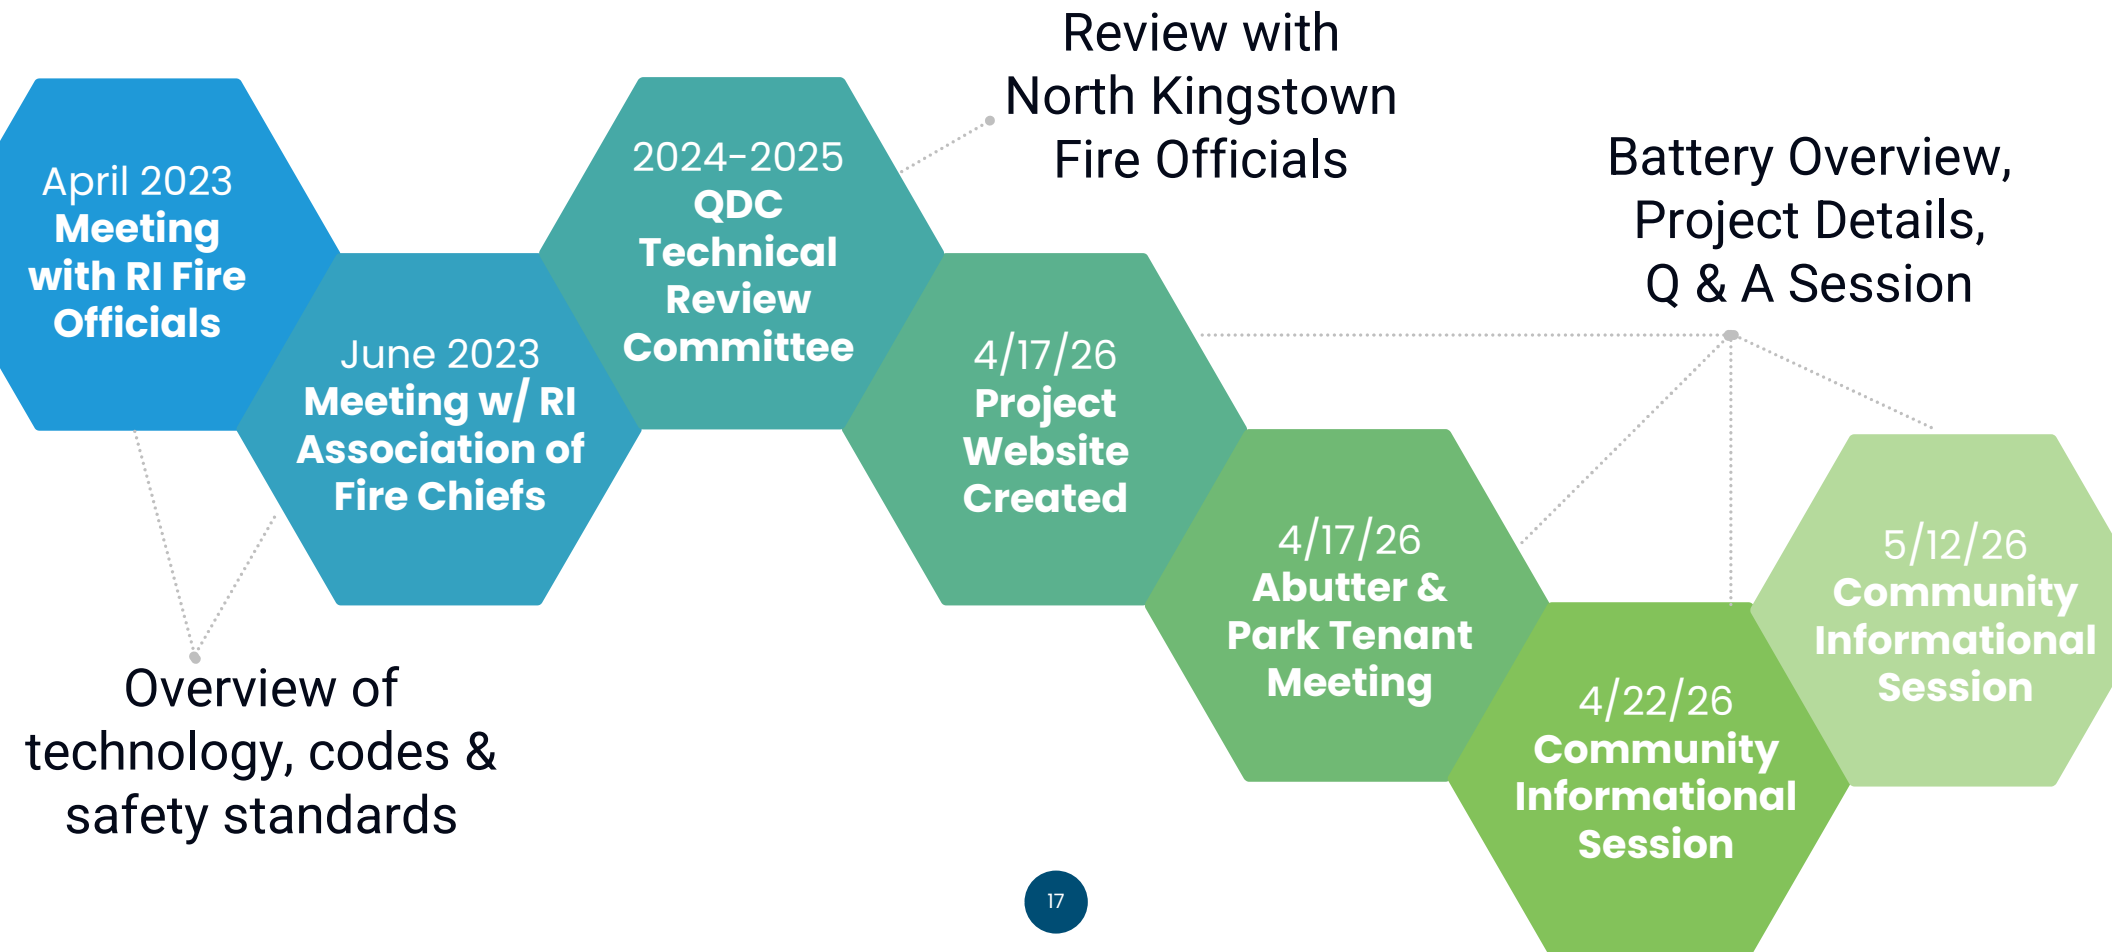 Review with
North Kingstown
Fire Officials
Battery Overview,
Project Details,
Q & A Session
April 2023
Meeting
with RI Fire
Officials
June 2023
Meeting w/ RI
Association of
Fire Chiefs
2024-2025
QDC
Technical
Review
Committee
4/17/26
Project
Website
Created
4/17/26
Abutter &
Park Tenant
Meeting
4/22/26
Community
Informational
Session
5/12/26
Community
Informational
Session
Overview of
technology, codes &
safety standards
17